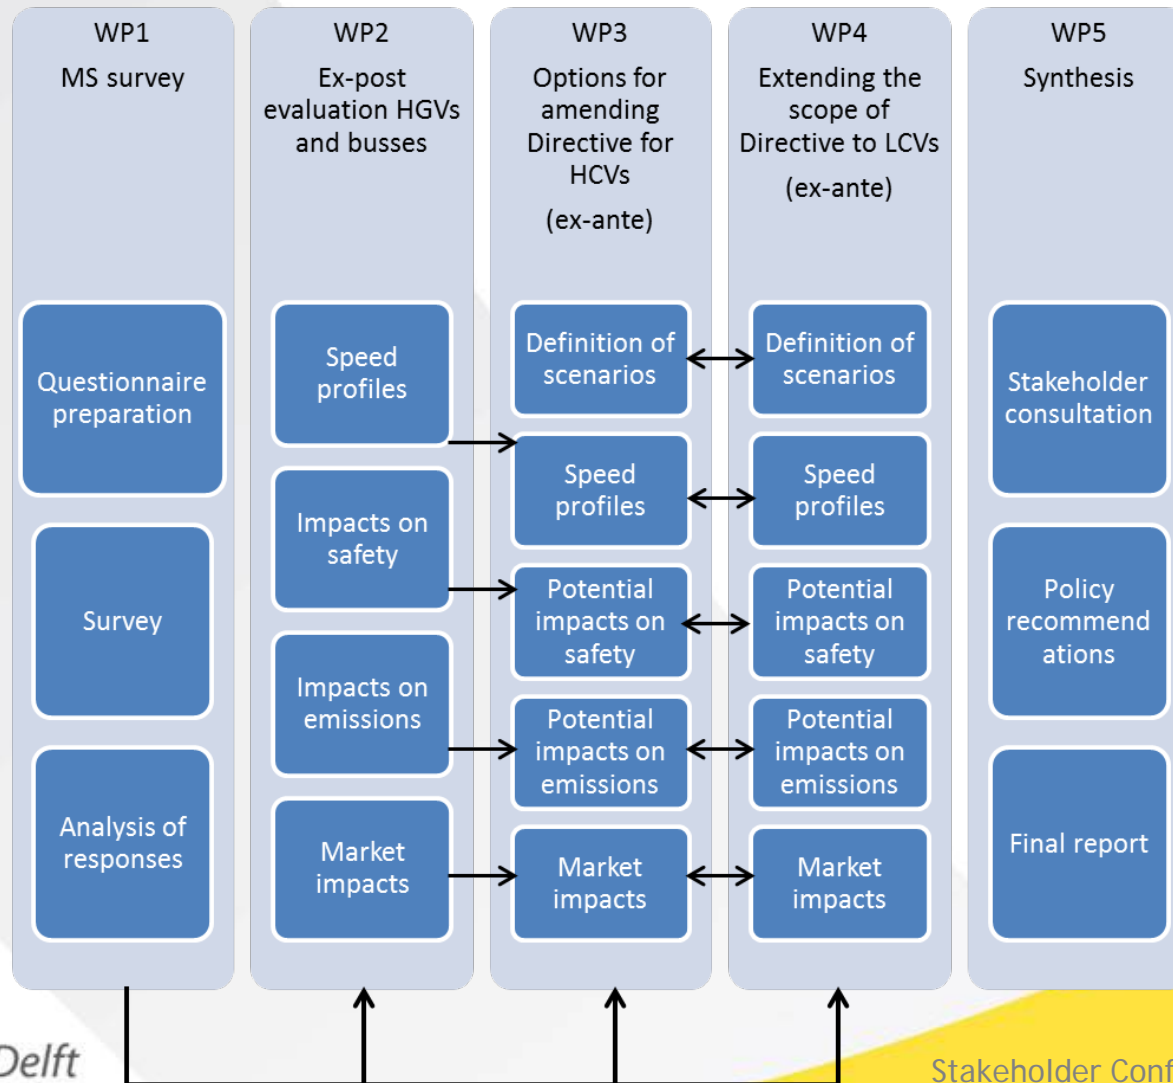 WP1
MS survey
Questionnaire
preparation
Survey
Analysis of
responses
WP2
Ex-post
evaluation HGVs
and busses
Speed
profiles
Impacts on
safety
Impacts on
emissions
Market
impacts
WP3
Options for
amending
Directive for
HCVs
(ex-ante)
Definition of
scenarios
Speed
profiles
Potential
impacts on
safety
Potential
impacts on
emissions
Market
impacts
WP4
Extending the
scope of
Directive to LCVs
(ex-ante)
Definition of
scenarios
Speed
profiles
Potential
impacts on
safety
Potential
impacts on
emissions
Market
impacts
WP5
Synthesis
Stakeholder
consultation
Policy
recommend
ations
Final report
Delft
Stakeholder Conf